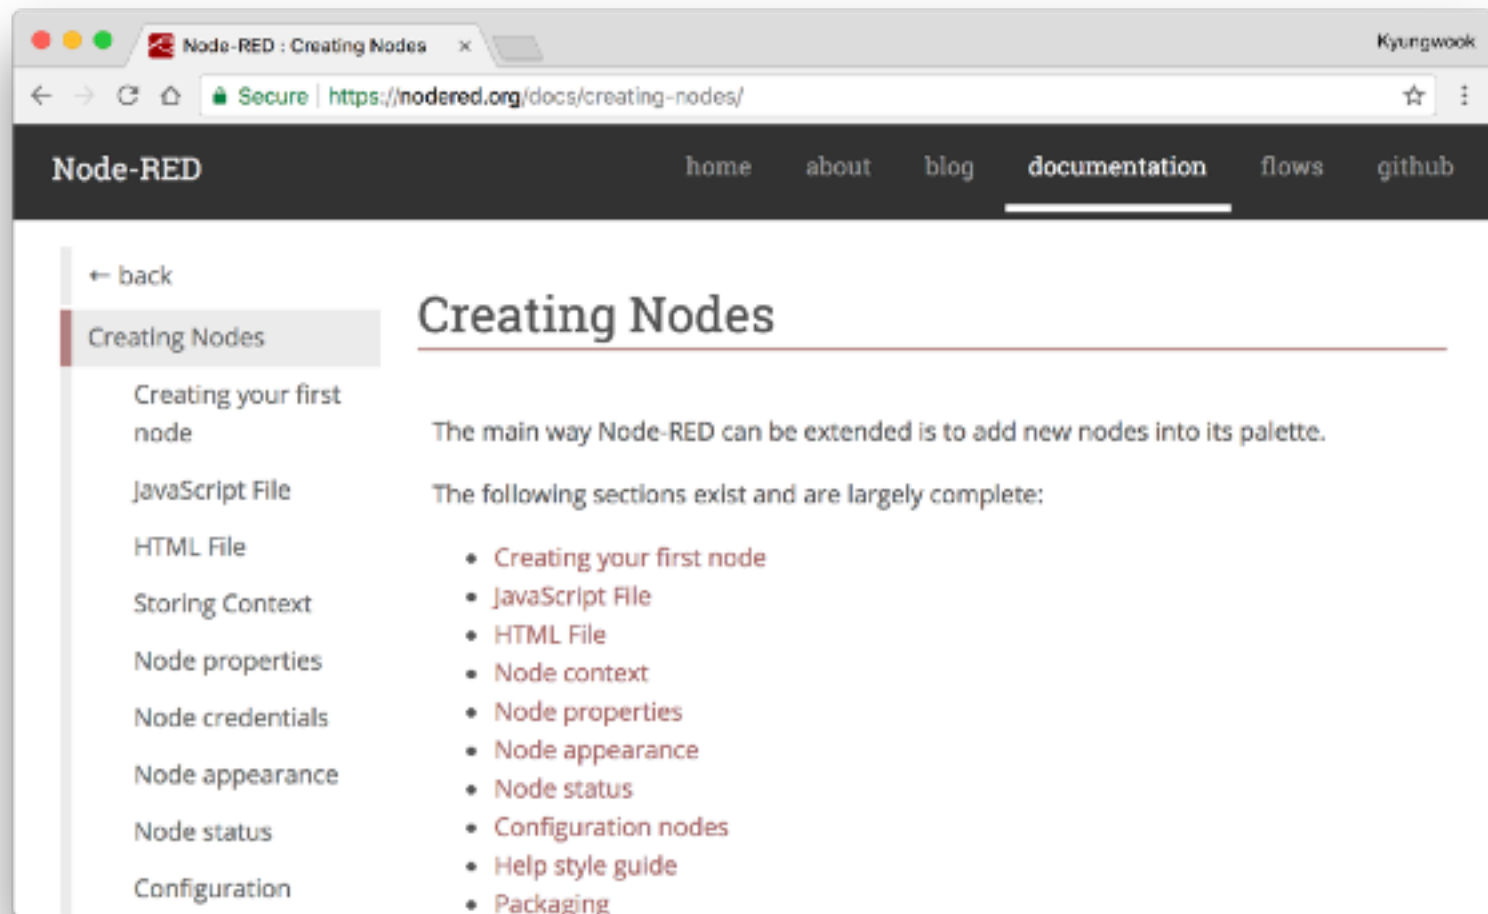 Node-RED : Creating Nodes
Kyungwook
Secure https://nodered.org/docs/creating-nodes/
Node-RED home about blog documentation flows github
← back
Creating Nodes
Creating your first
node
JavaScript File
HTML File
Storing Context
Node properties
Node credentials
Node appearance
Node status
Configuration
Creating Nodes
The main way Node-RED can be extended is to add new nodes into its palette.
The following sections exist and are largely complete:
• Creating your first node
• JavaScript File
• HTML File
• Node context
• Node properties
• Node appearance
• Node status
• Configuration nodes
• Help style guide
• Packaging